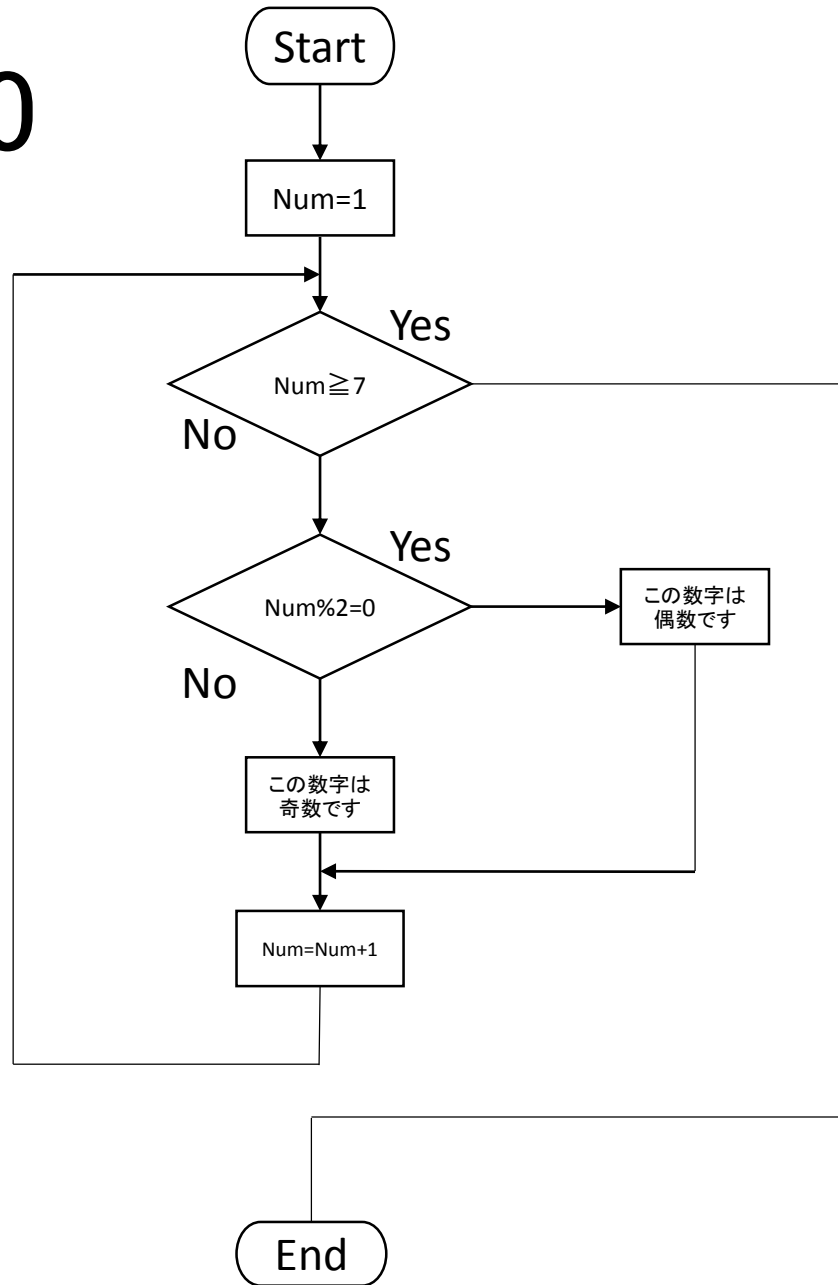 Start
Num=1
Yes
Num≧7
No
Yes
Num%2=0
この数字は
偶数です
No
この数字は
奇数です
Num=Num+1
End